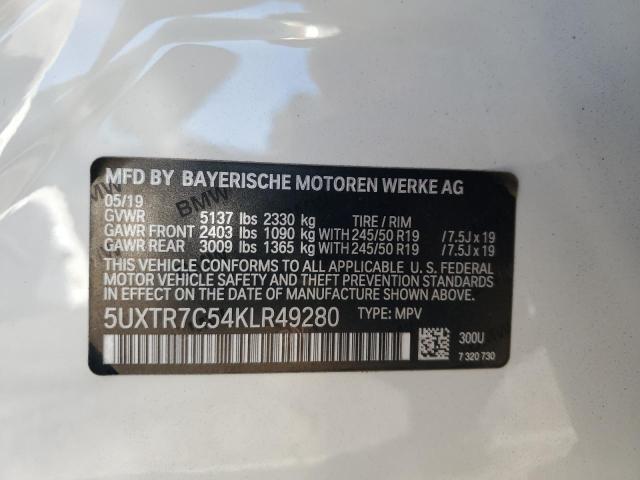 MFD BY BAYERISCHE MOTOREN WERKE AG
05/19
GVWR 5137 lbs 2330 kg TIRE / RIM
GAWR FRONT 2403 lbs 1090 kg WITH 245/50 R19 / 7.5J x 19
GAWR REAR 3009 lbs 1365 kg WITH 245/50 R19 / 7.5J x 19
THIS VEHICLE CONFORMS TO ALL APPLICABLE U. S. FEDERAL
MOTOR VEHICLE SAFETY AND THEFT PREVENTION STANDARDS
IN EFFECT ON THE DATE OF MANUFACTURE SHOWN ABOVE.
5UXTR7C54KLR49280 TYPE: MPV
300U
7 320 730